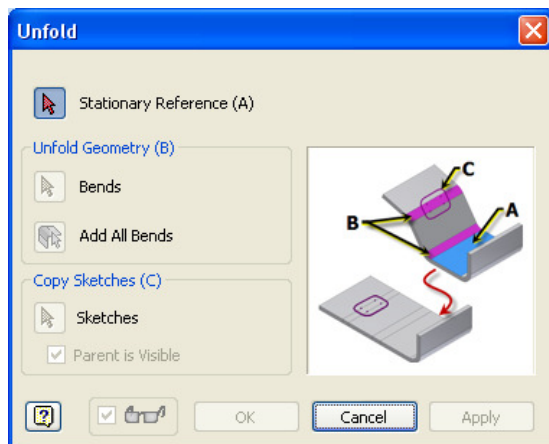 Unfold
Stationary Reference (A)
Unfold Geometry (B)
Bends
Add All Bends
Copy Sketches (C)
Sketches
Parent is Visible
C
A
B
?
OK
Cancel
Apply